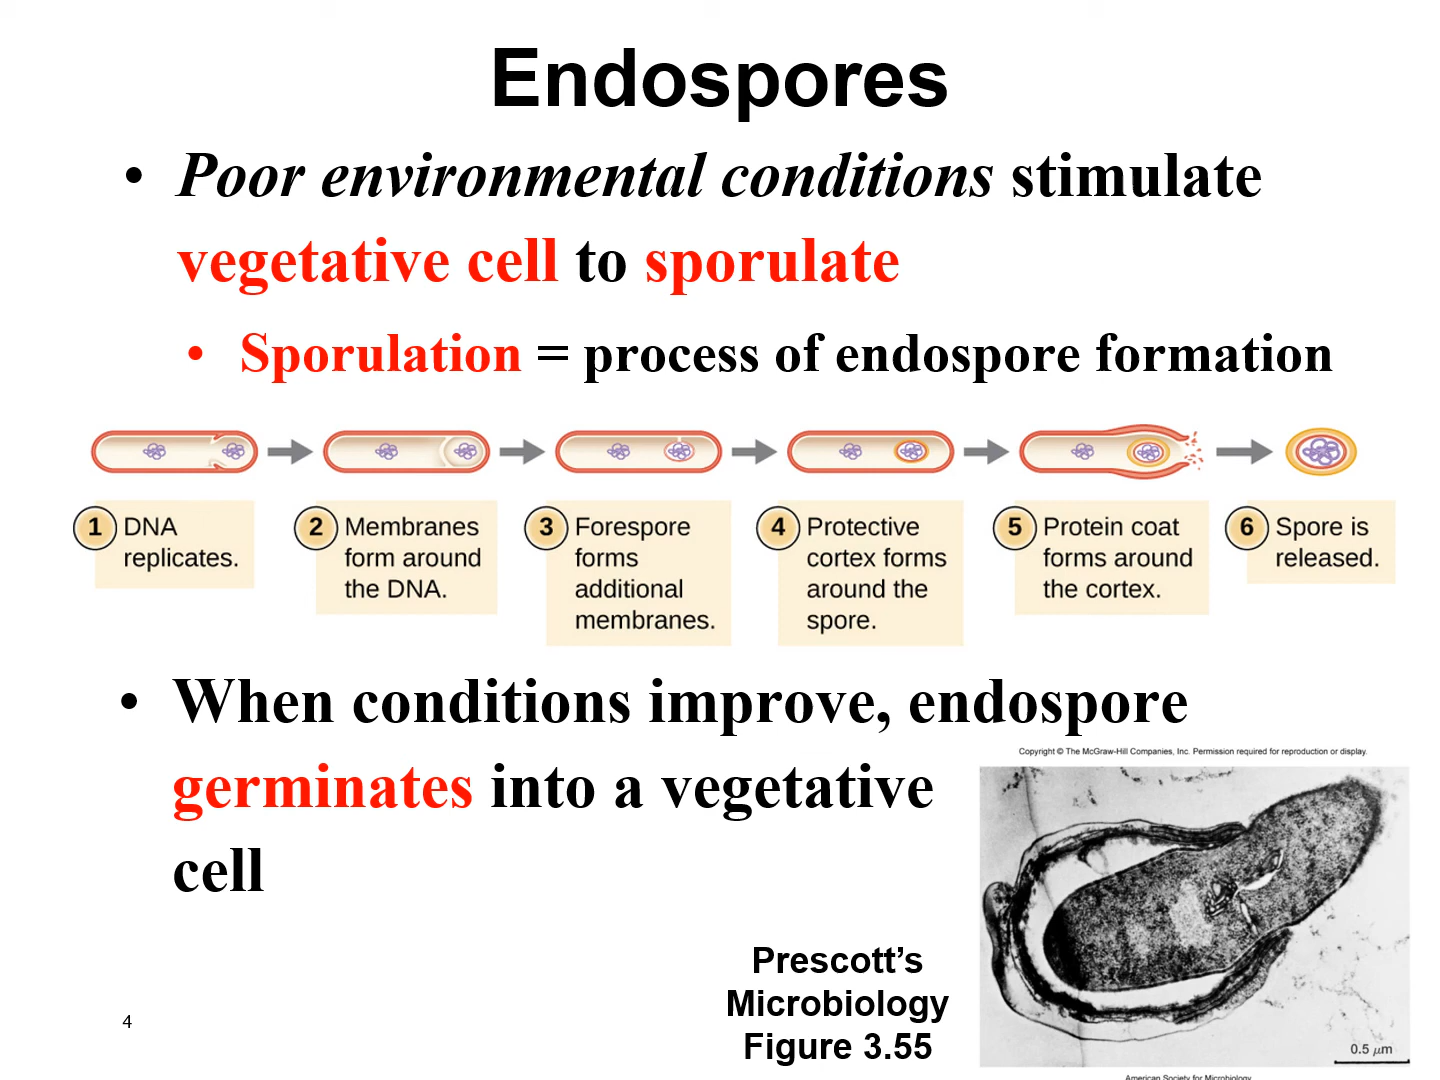 Endospores
• Poor environmental conditions stimulate
vegetative cell to sporulate
• Sporulation = process of endospore formation
1 DNA
replicates.
2 Membranes
form around
the DNA.
3 Forespore
forms
additional
membranes.
4 Protective
cortex forms
around the
spore.
5 Protein coat
forms around
the cortex.
6 Spore is
released.
• When conditions improve, endospore
germinates into a vegetative
cell
Copyright © The McGraw-Hill Companies, Inc. Permission required for reproduction or display.
0.5 μm
American Society for Microbiology
Prescott’s
Microbiology
Figure 3.55
4